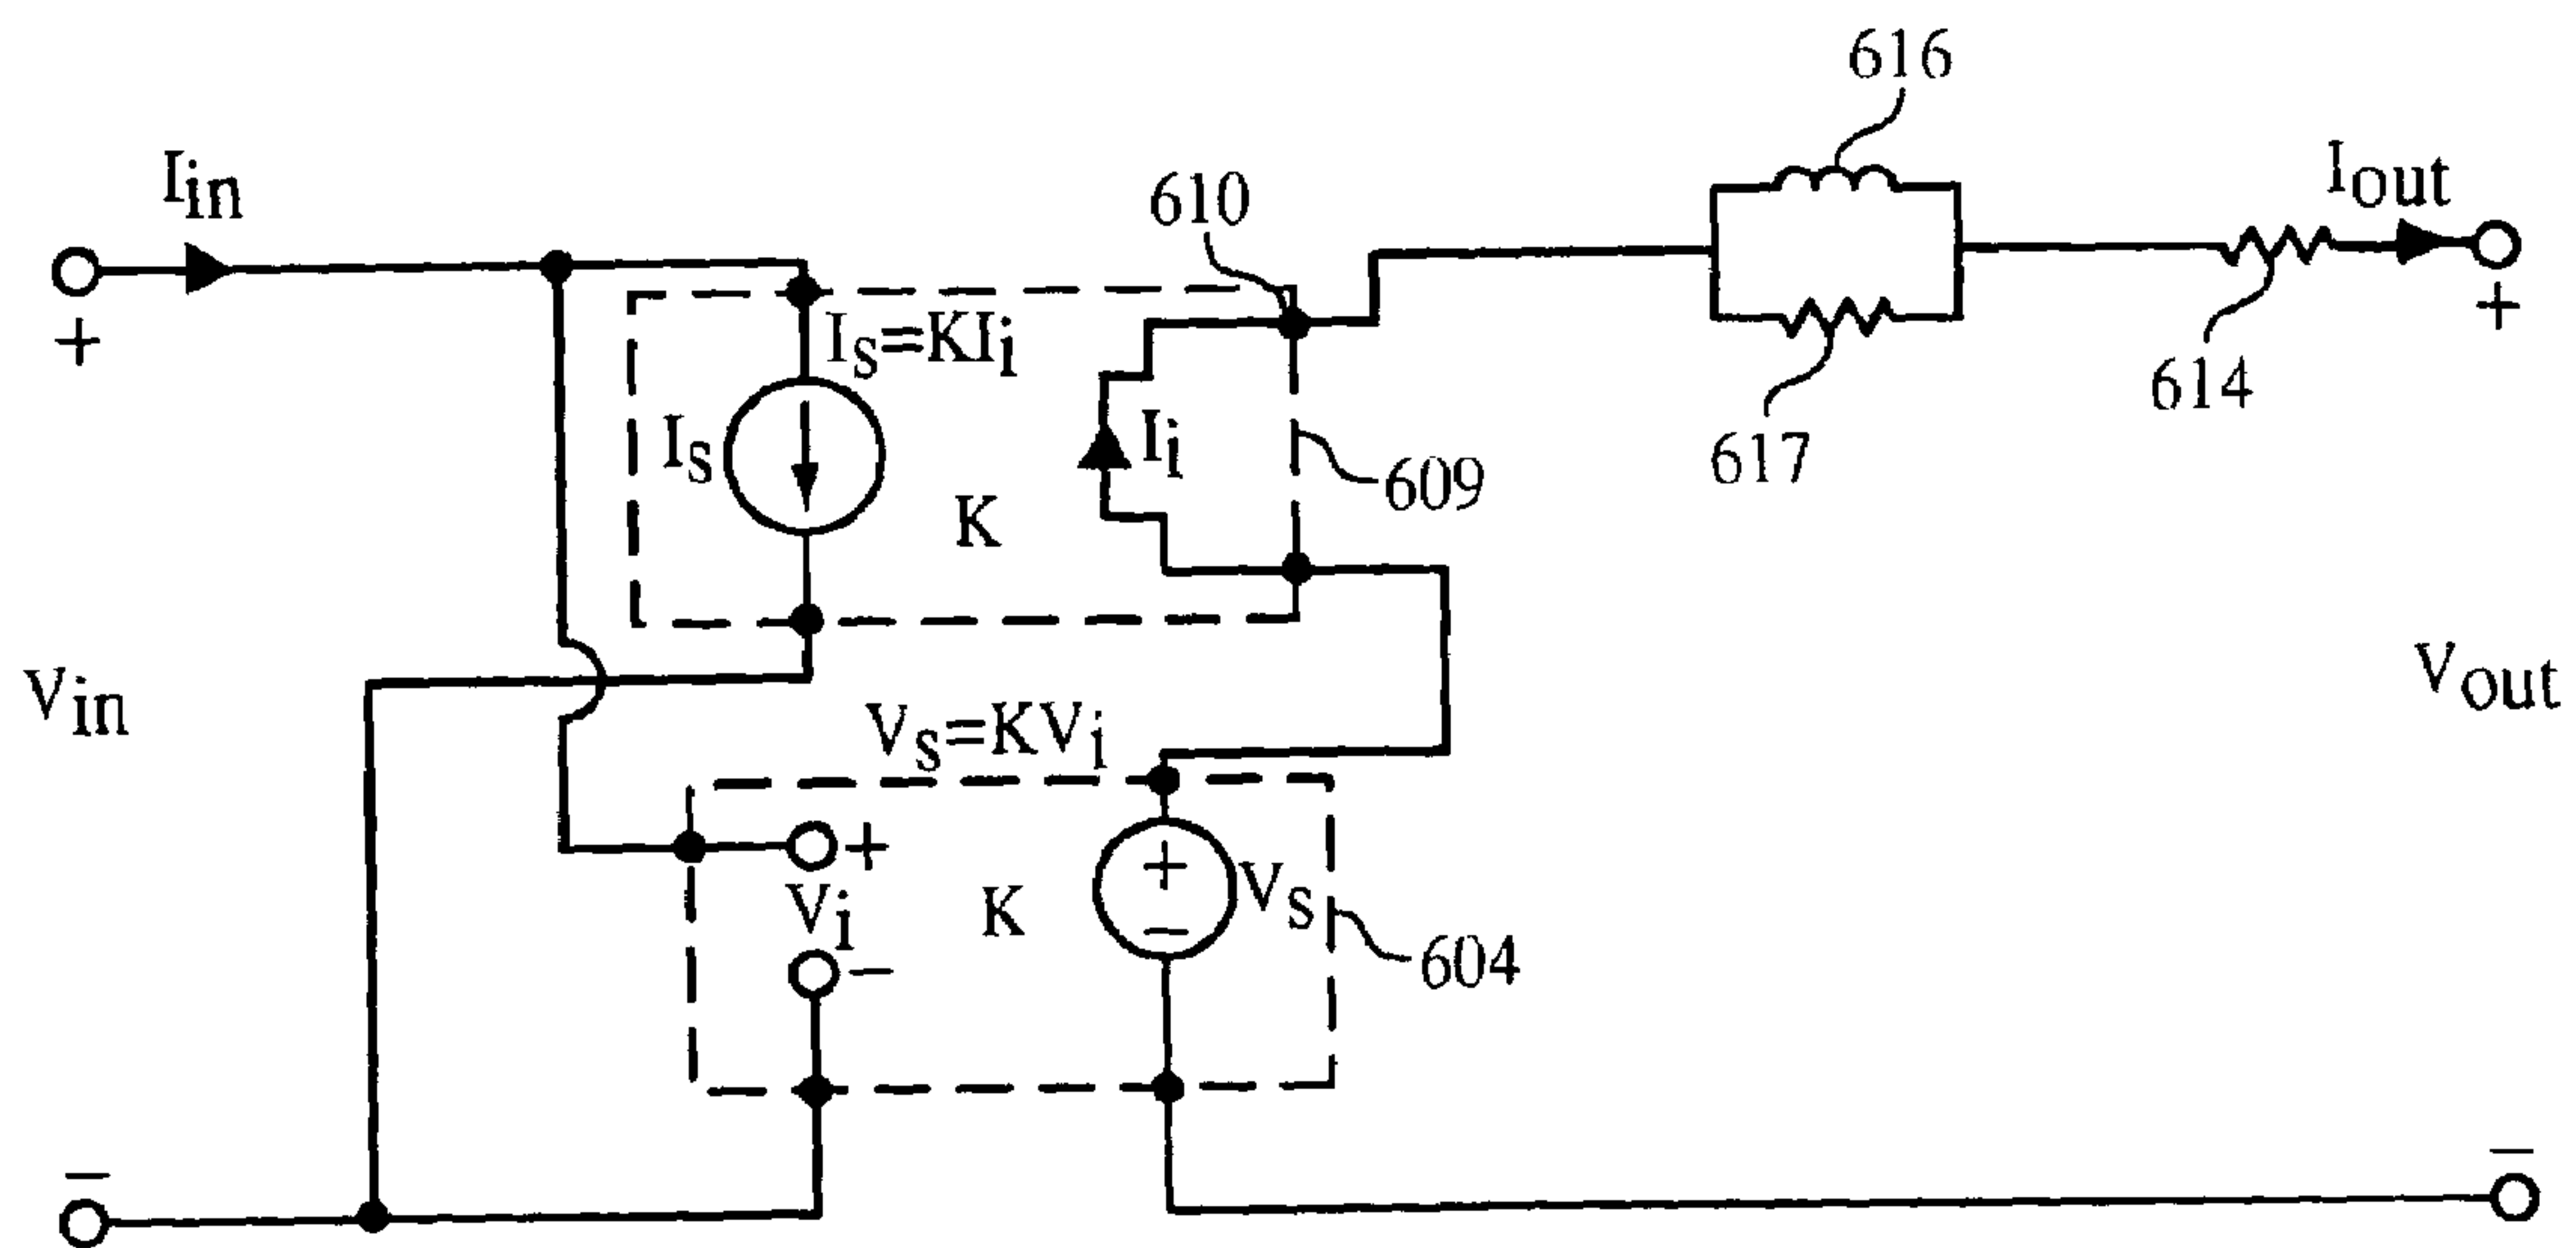 616
610
Iin
Iout
+
+
Is=KIi
Is
Ii
614
617
609
K
Vin
Vout
Vs=KVi
+
+
Vi
K
Vs
−
−
604
−
−